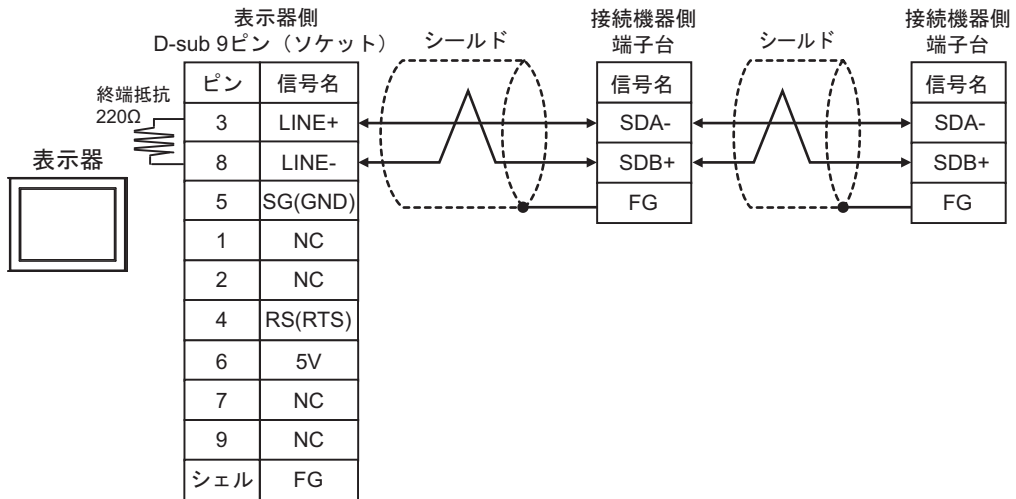 表示器側
D-sub 9ピン（ソケット）
シールド
接続機器側
端子台
シールド
接続機器側
端子台
終端抵抗
220Ω
表示器
ピン 信号名
3 LINE+
8 LINE-
5 SG(GND)
1 NC
2 NC
4 RS(RTS)
6 5V
7 NC
9 NC
シェル FG
信号名
SDA-
SDB+
FG
信号名
SDA-
SDB+
FG